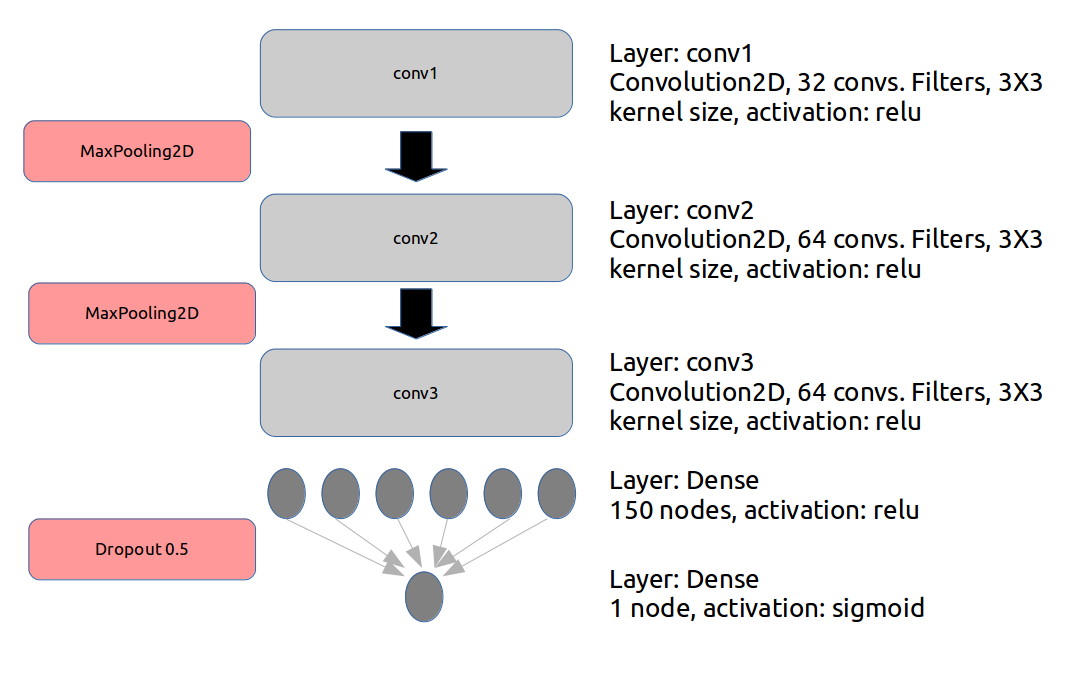 conv1
Layer: conv1
Convolution2D, 32 convs. Filters, 3X3
kernel size, activation: relu
MaxPooling2D
conv2
Layer: conv2
Convolution2D, 64 convs. Filters, 3X3
kernel size, activation: relu
MaxPooling2D
conv3
Layer: conv3
Convolution2D, 64 convs. Filters, 3X3
kernel size, activation: relu
Layer: Dense
150 nodes, activation: relu
Dropout 0.5
Layer: Dense
1 node, activation: sigmoid